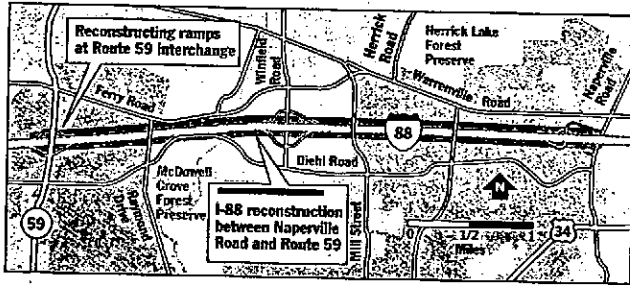 Reconstructing ramps
at Route 59 interchange
Ferry Road
Winfield
Road
Herrick
Road
Herrick Lake
Forest
Preserve
Naperville
Road
Warrenville Road
88
Diehl Road
McDowell
Grove
Forest
Preserve
Raymond
Drive
59
I-88 reconstruction
between Naperville
Road and Route 59
Mill Street
N
0 1/2 1
Miles
34